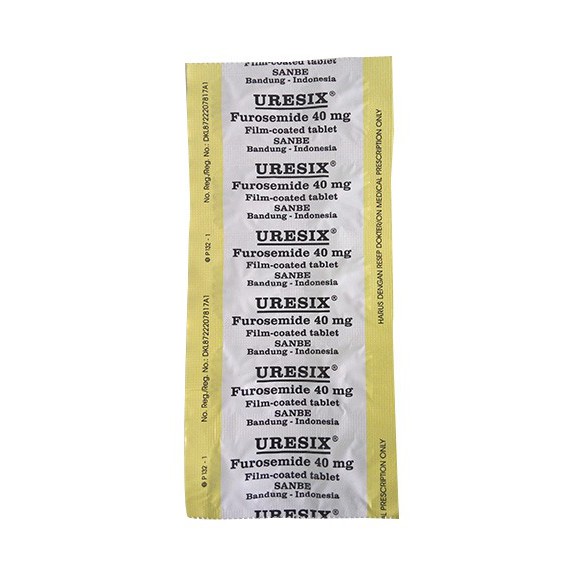 Film-coated tablet
SANBE
Bandung - Indonesia
URESIX®
Furosemide 40 mg
Film-coated tablet
SANBE
Bandung - Indonesia
URESIX®
Furosemide 40 mg
Film-coated tablet
SANBE
Bandung - Indonesia
URESIX®
Furosemide 40 mg
Film-coated tablet
SANBE
Bandung - Indonesia
URESIX®
Furosemide 40 mg
Film-coated tablet
SANBE
Bandung - Indonesia
URESIX®
Furosemide 40 mg
Film-coated tablet
SANBE
Bandung - Indonesia
URESIX®
Furosemide 40 mg
Film-coated tablet
SANBE
Bandung - Indonesia
URESIX®
No. Reg./Reg. No.: DKL8722207817A1
℗ P132 - 1
No. Reg./Reg. No.: DKL8722207817A1
℗ P132 - 1
HARUS DENGAN RESEP DOKTER/ON MEDICAL PRESCRIPTION ONLY
PRESCRIPTION ONLY